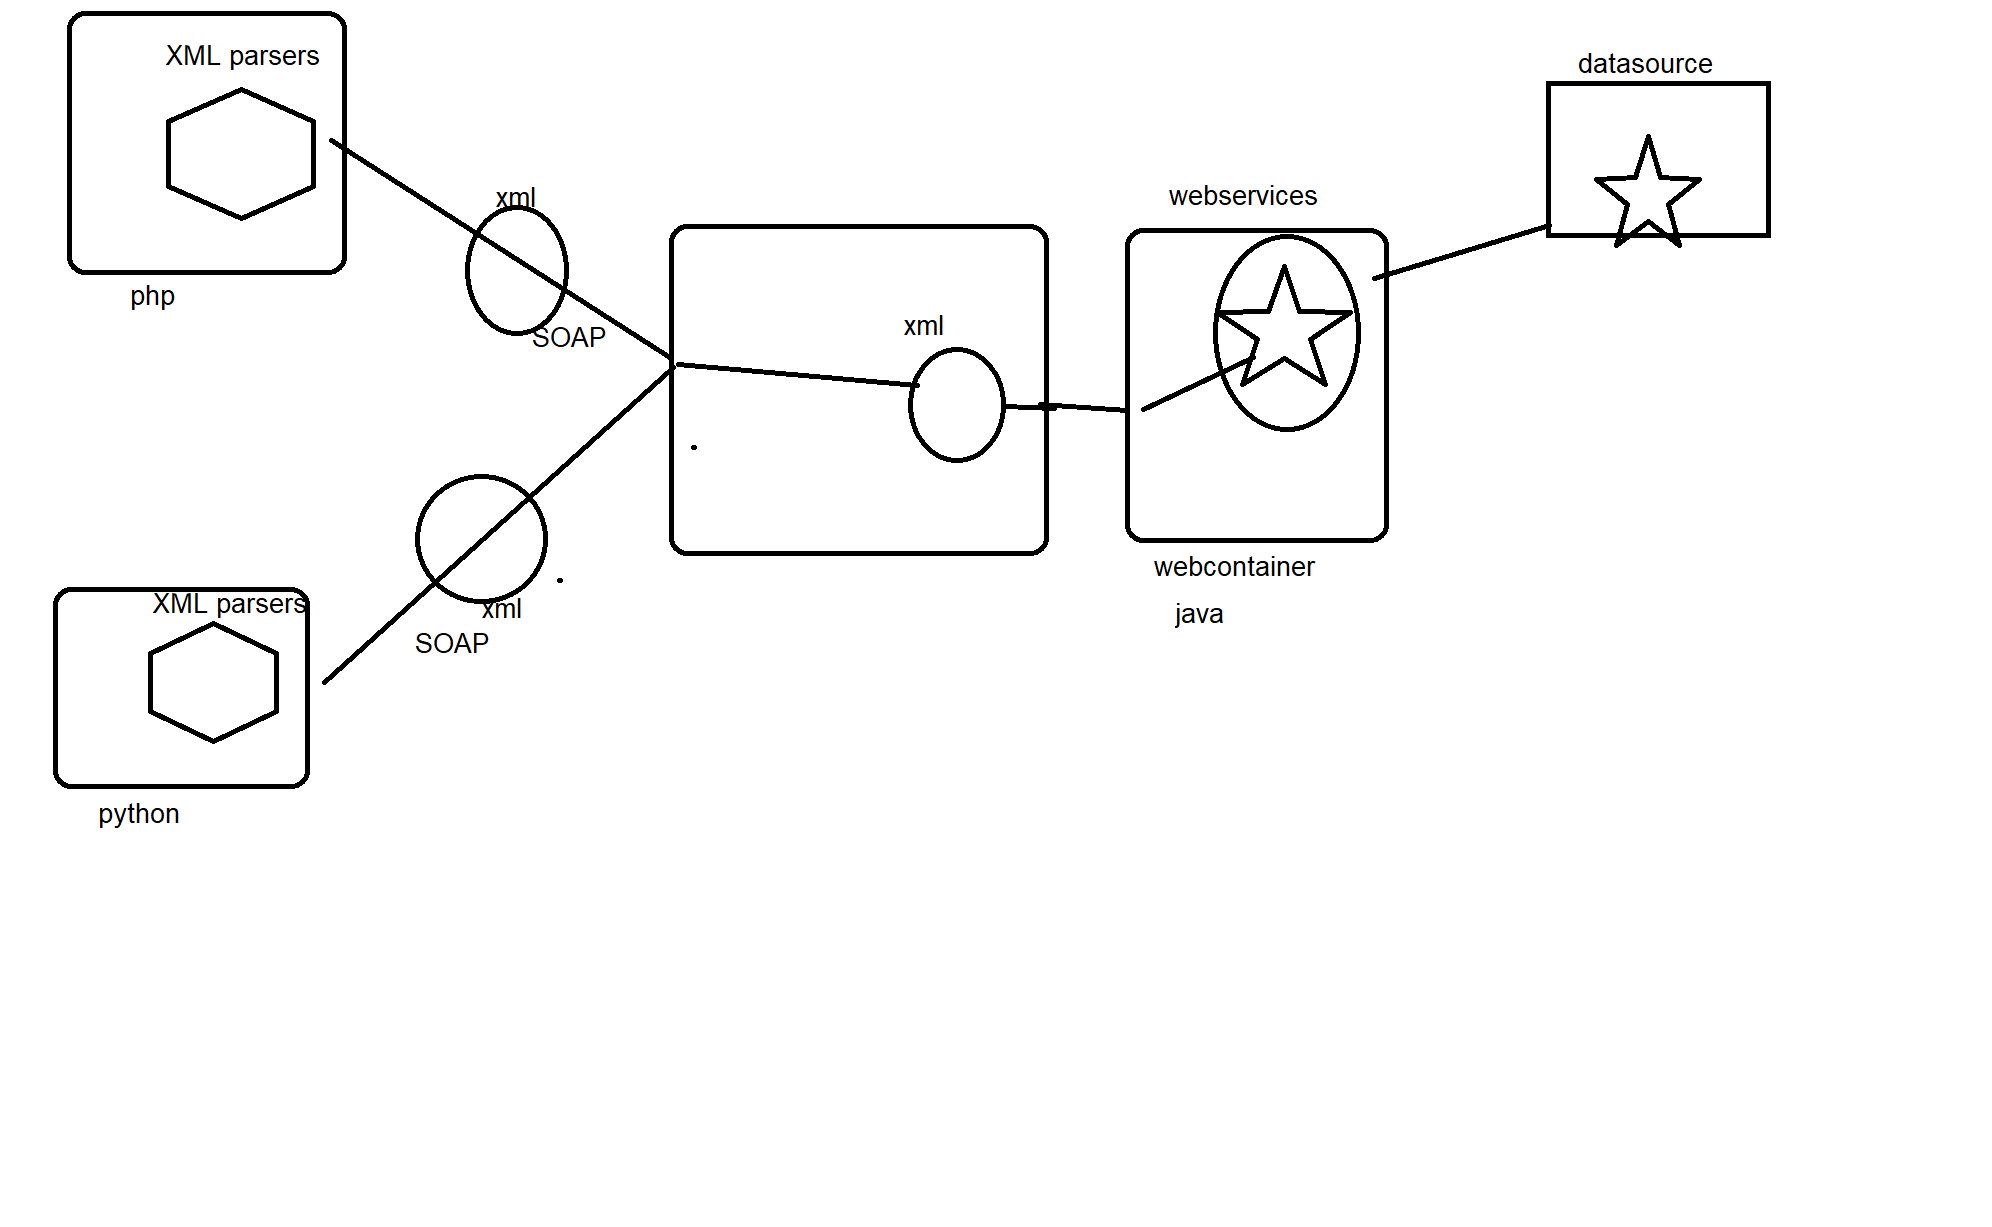 XML parsers
php
xml
SOAP
XML parsers
python
xml
SOAP
xml
webservices
webcontainer
java
datasource